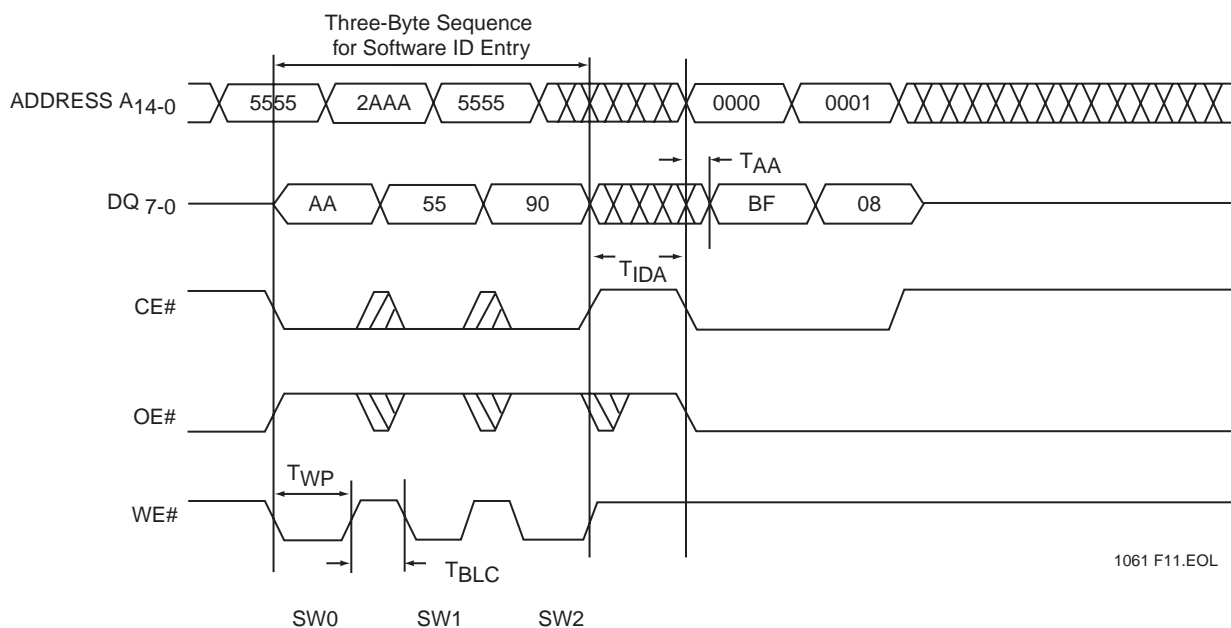 Three-Byte Sequence
for Software ID Entry
ADDRESS A14-0
5555 2AAA 5555 0000 0001
TAA
DQ 7-0
AA 55 90 BF 08
TIDA
CE#
OE#
TWP
WE#
TBLC
1061 F11.EOL
SW0 SW1 SW2